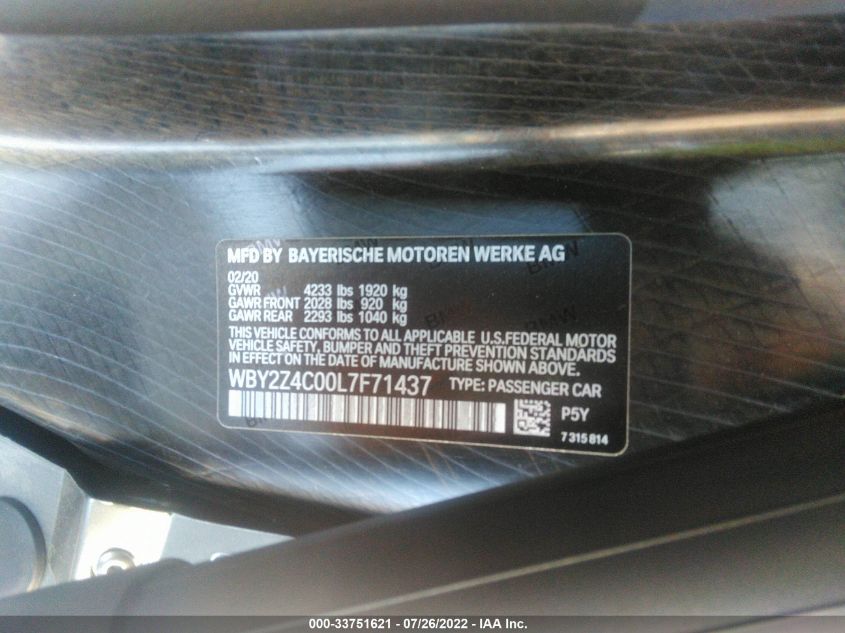 MFD BY BAYERISCHE MOTOREN WERKE AG
02/20
GVWR 4233 lbs 1920 kg
GAWR FRONT 2028 lbs 920 kg
GAWR REAR 2293 lbs 1040 kg
THIS VEHICLE CONFORMS TO ALL APPLICABLE U.S.FEDERAL MOTOR
VEHICLE SAFETY, BUMPER AND THEFT PREVENTION STANDARDS
IN EFFECT ON THE DATE OF MANUFACTURE SHOWN ABOVE.
WBY2Z4C00L7F71437 TYPE: PASSENGER CAR
P5Y
7315814
000-33751621 - 07/26/2022 - IAA Inc.